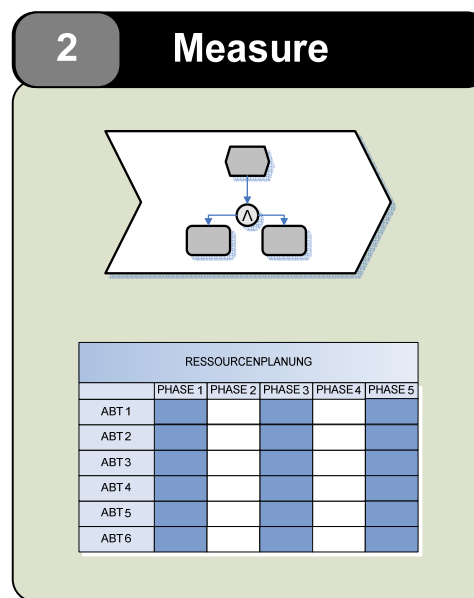 2 Measure
Λ
RESSOURCENPLANUNG
PHASE 1 PHASE 2 PHASE 3 PHASE 4 PHASE 5
ABT 1
ABT 2
ABT 3
ABT 4
ABT 5
ABT 6